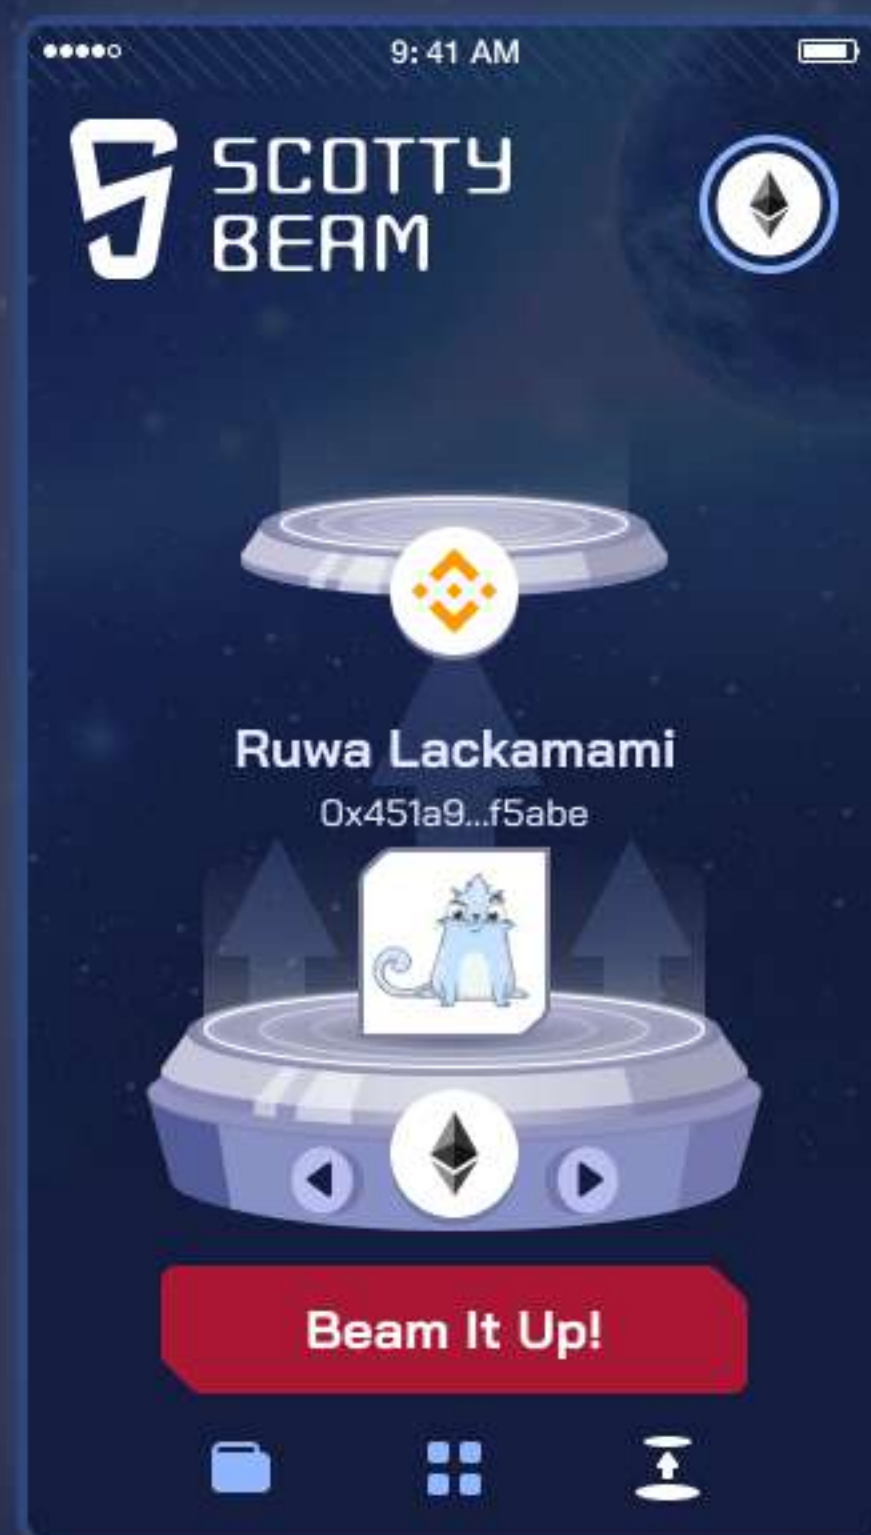 9:41 AM
SCOTTY
BEAM
Ruwa Lackamami
0x451a9...f5abe
Beam It Up!